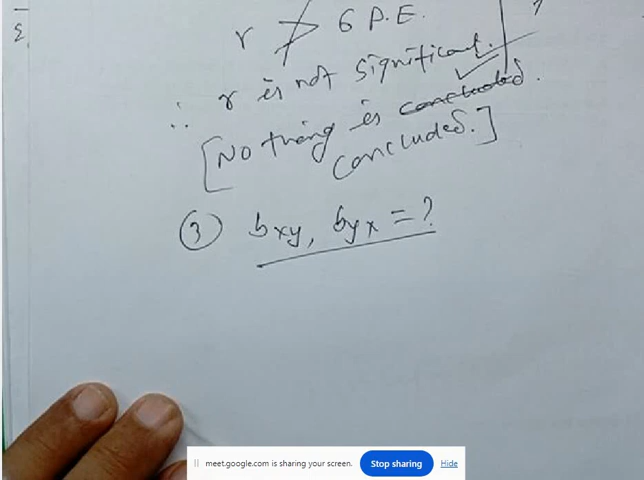 Σ
r ≯ 6 P.E. ?
∴ r is not significant.
[Nothing is concluded.
concluded.]
③ bxy, byx = ?
meet.google.com is sharing your screen. Stop sharing Hide